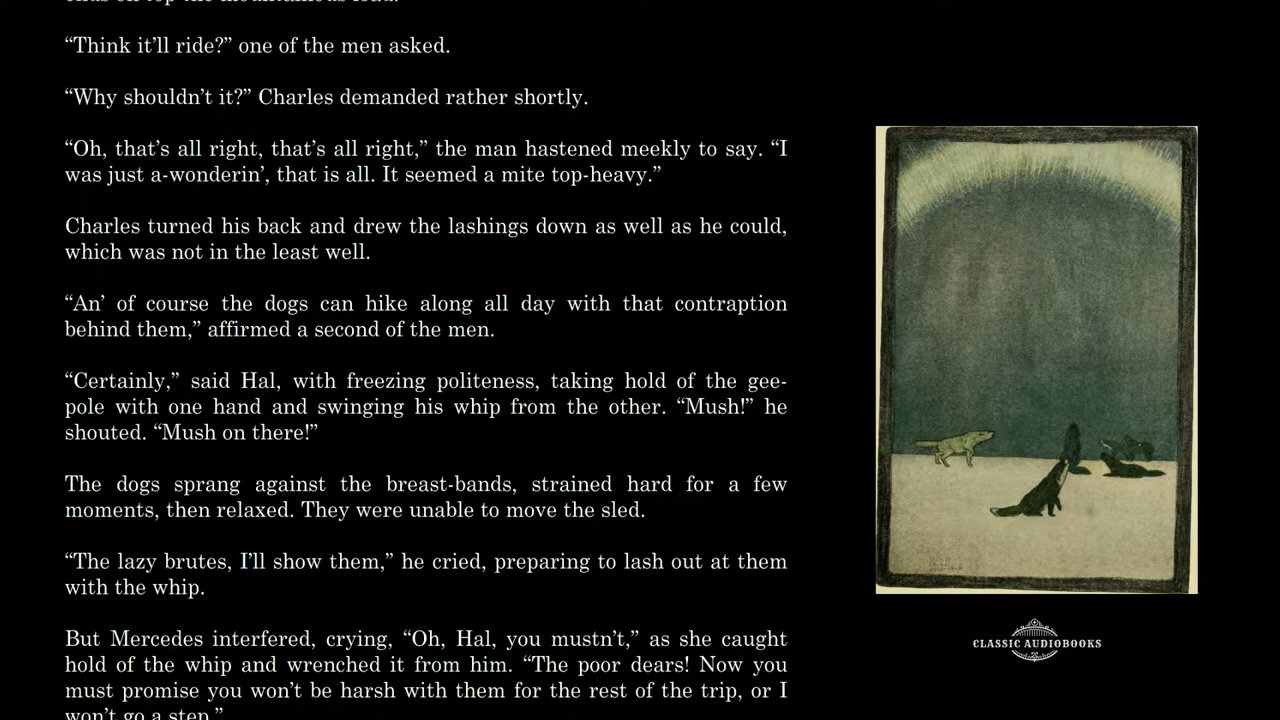 “Think it’ll ride?” one of the men asked.
“Why shouldn’t it?” Charles demanded rather shortly.
“Oh, that’s all right, that’s all right,” the man hastened meekly to say. “I
was just a-wonderin’, that is all. It seemed a mite top-heavy.”
Charles turned his back and drew the lashings down as well as he could,
which was not in the least well.
“An’ of course the dogs can hike along all day with that contraption
behind them,” affirmed a second of the men.
“Certainly,” said Hal, with freezing politeness, taking hold of the gee-
pole with one hand and swinging his whip from the other. “Mush!” he
shouted. “Mush on there!”
The dogs sprang against the breast-bands, strained hard for a few
moments, then relaxed. They were unable to move the sled.
“The lazy brutes, I’ll show them,” he cried, preparing to lash out at them
with the whip.
But Mercedes interfered, crying, “Oh, Hal, you mustn’t,” as she caught
hold of the whip and wrenched it from him. “The poor dears! Now you
must promise you won’t be harsh with them for the rest of the trip, or I
won’t go a step.”
CLASSIC AUDIOBOOKS